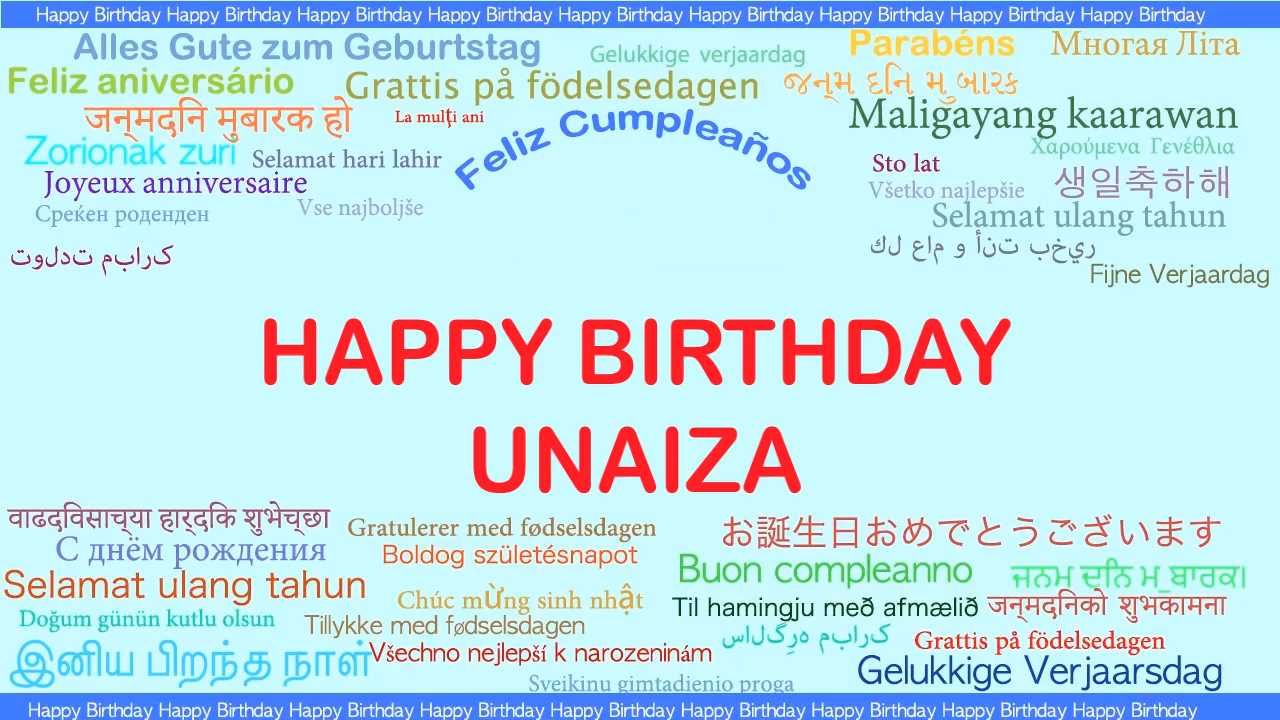 Happy Birthday Happy Birthday Happy Birthday Happy Birthday Happy Birthday Happy Birthday Happy Birthday Happy Birthday Happy Birthday
Alles Gute zum Geburtstag
Gelukkige verjaardag
Parabéns
Многая Літа
Feliz aniversário
Grattis på födelsedagen
જન્મ દિન મુબારક
जन्मदिन मुबारक हो
La mulţi ani
Feliz Cumpleaños
Maligayang kaarawan
Zorionak zuri
Selamat hari lahir
Sto lat
Χαρούμενα Γενέθλια
Joyeux anniversaire
Všetko najlepšie
생일축하해
Среќен роденден
Vse najboljše
Selamat ulang tahun
تولدت مبارک
كل عام و أنت بخير
Fijne Verjaardag
HAPPY BIRTHDAY
UNAIZA
वाढदिवसाच्या हार्दिक शुभेच्छा
Gratulerer med fødselsdagen
お誕生日おめでとうございます
С днём рождения
Boldog születésnapot
Buon compleanno
ਜਨਮ ਦਿਨ ਮੁਬਾਰਕ।
Selamat ulang tahun
Chúc mừng sinh nhật
Til hamingju með afmælið
जन्मदिनको शुभकामना
Doğum günün kutlu olsun
Tillykke med fødselsdagen
سالگرہ مبارک
Grattis på födelsedagen
இனிய பிறந்த நாள்
Všechno nejlepší k narozeninám
Gelukkige Verjaarsdag
Sveikinu gimtadienio proga
Happy Birthday Happy Birthday Happy Birthday Happy Birthday Happy Birthday Happy Birthday Happy Birthday Happy Birthday Happy Birthday